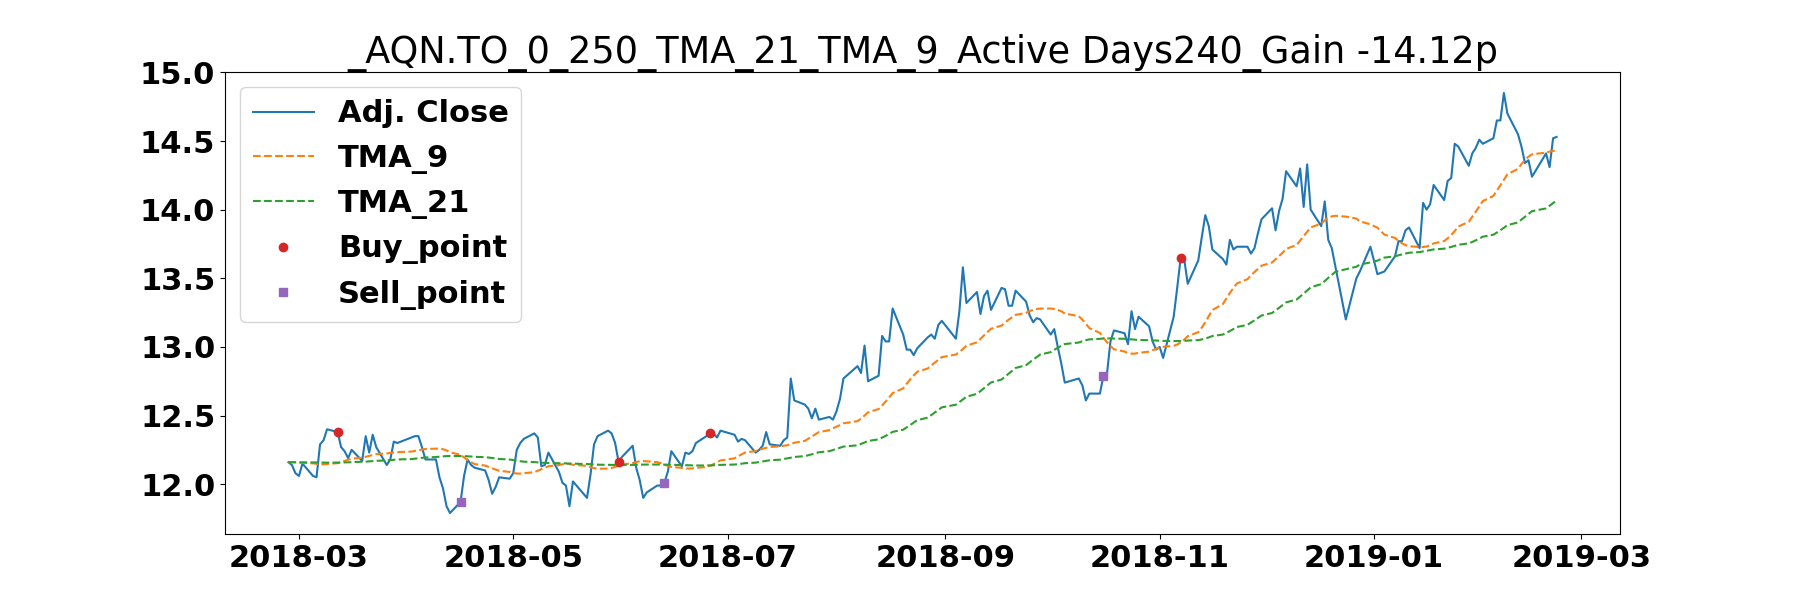 _AQN.TO_0_250_TMA_21_TMA_9_Active Days240_Gain -14.12p
15.0
14.5
14.0
13.5
13.0
12.5
12.0
Adj. Close
TMA_9
TMA_21
Buy_point
Sell_point
2018-03 2018-05 2018-07 2018-09 2018-11 2019-01 2019-03